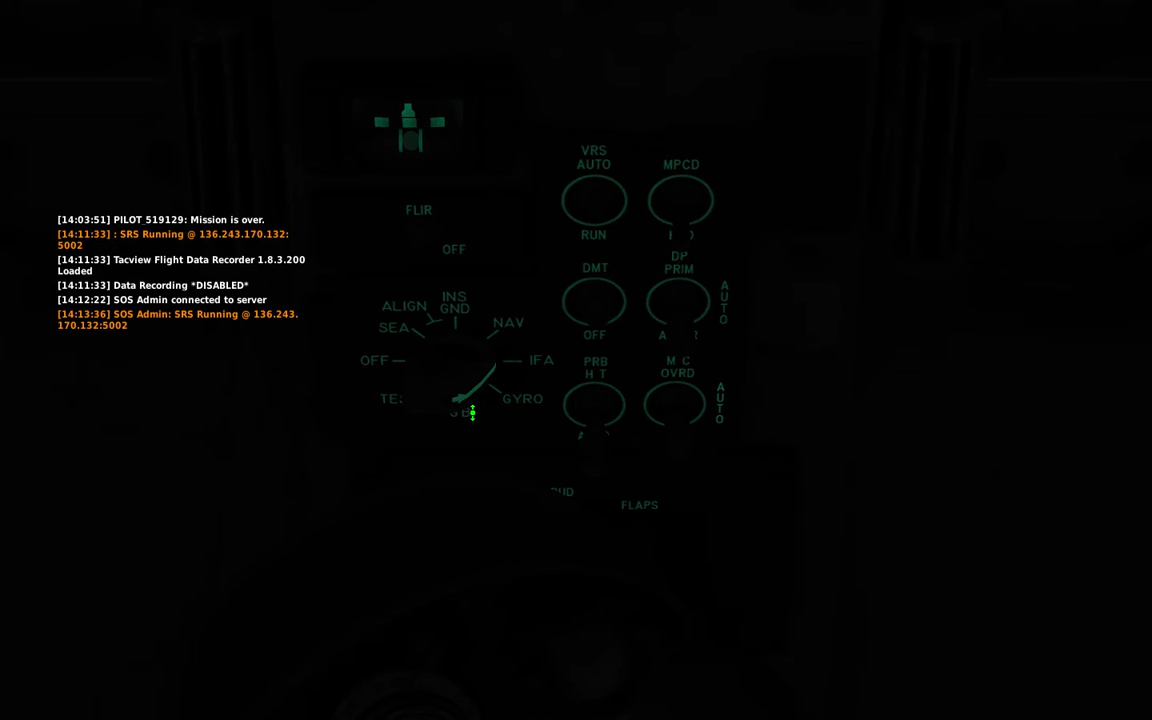 [14:03:51] PILOT_519129: Mission is over.
[14:11:33] : SRS Running @ 136.243.170.132:
5002
[14:11:33] Tacview Flight Data Recorder 1.8.3.200
Loaded
[14:11:33] Data Recording *DISABLED*
[14:12:22] SOS Admin connected to server
[14:13:36] SOS Admin: SRS Running @ 136.243.
170.132:5002
FLIR
OFF
INS
ALIGN GND
SEA NAV
OFF IFA
GYRO
VRS
AUTO
RUN
MPCD
DMT
OFF
DP
PRIM
AUTO
PRB
OVRD
AUTO
FLAPS